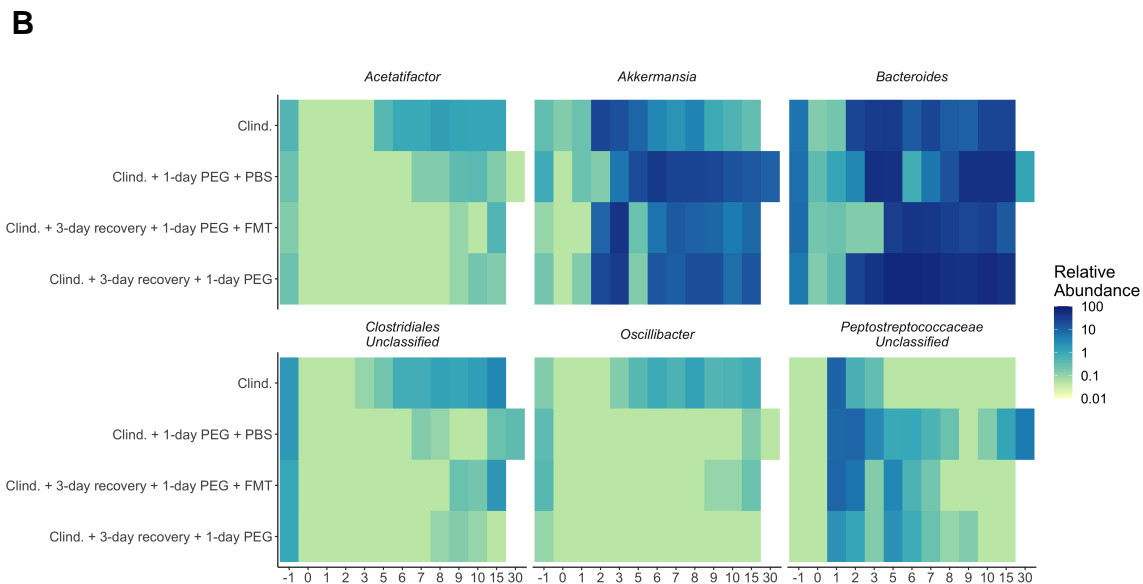 B
Acetatifactor Akkermansia Bacteroides
Clind.
Clind. + 1-day PEG + PBS
Clind. + 3-day recovery + 1-day PEG + FMT
Clind. + 3-day recovery + 1-day PEG
Relative
Abundance
100
10
1
0.1
0.01
Clostridiales
Unclassified
Oscillibacter
Peptostreptococcaceae
Unclassified
Clind.
Clind. + 1-day PEG + PBS
Clind. + 3-day recovery + 1-day PEG + FMT
Clind. + 3-day recovery + 1-day PEG
-1 0 1 2 3 5 6 7 8 9 10 15 30
-1 0 1 2 3 5 6 7 8 9 10 15 30
-1 0 1 2 3 5 6 7 8 9 10 15 30